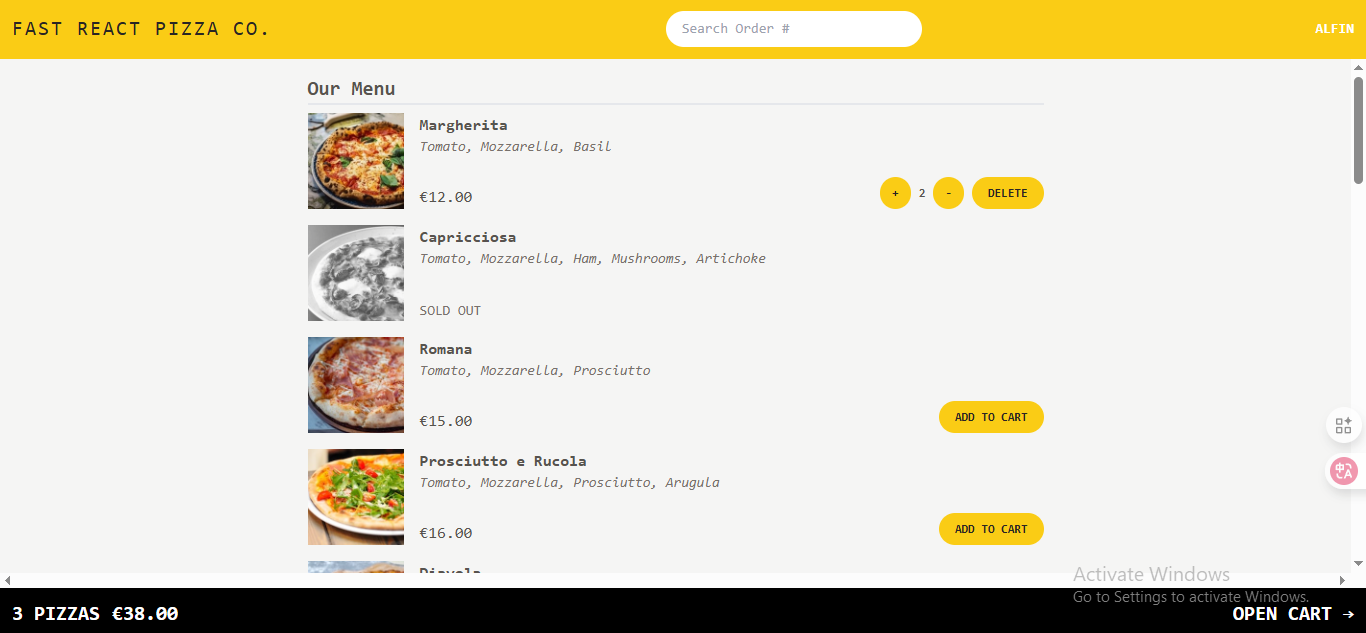 FAST REACT PIZZA CO.
Search Order #
ALFIN
Our Menu
Margherita
Tomato, Mozzarella, Basil
€12.00
+ 2 - DELETE
Capricciosa
Tomato, Mozzarella, Ham, Mushrooms, Artichoke
SOLD OUT
Romana
Tomato, Mozzarella, Prosciutto
€15.00
ADD TO CART
Prosciutto e Rucola
Tomato, Mozzarella, Prosciutto, Arugula
€16.00
ADD TO CART
Diavola
Activate Windows
Go to Settings to activate Windows.
3 PIZZAS €38.00
OPEN CART →